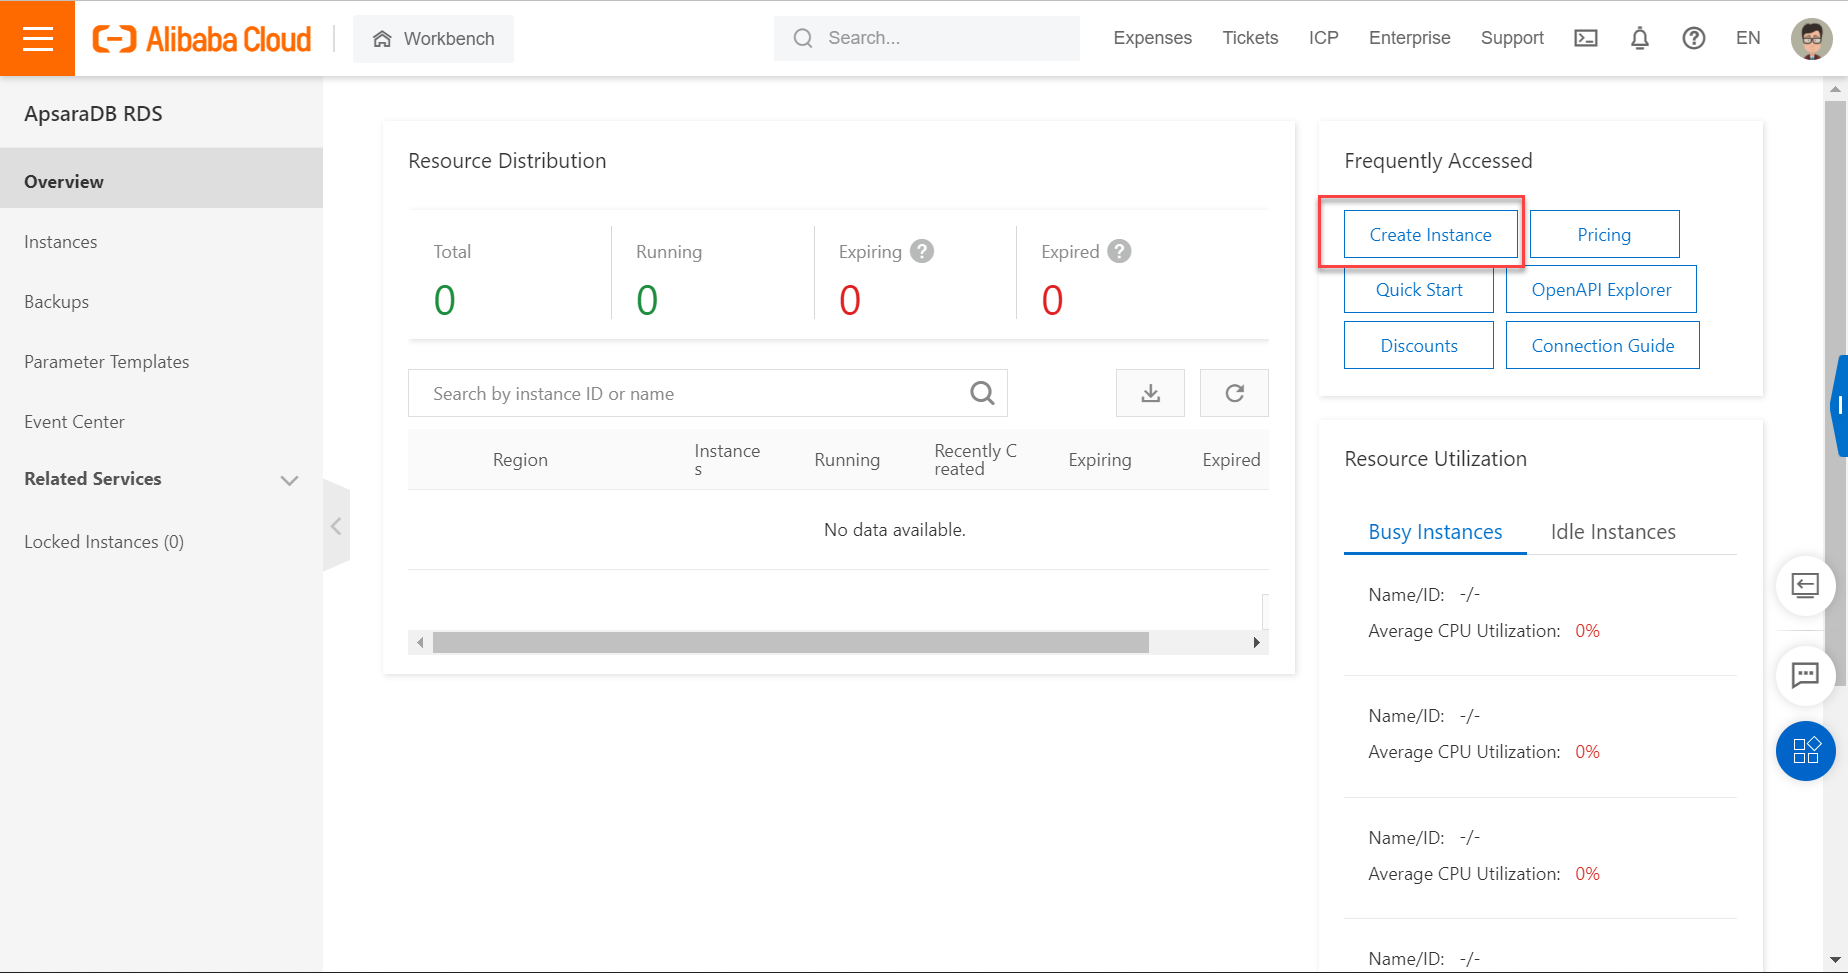 Alibaba Cloud
Workbench
Search...
Expenses
Tickets
ICP
Enterprise
Support
EN
ApsaraDB RDS
Overview
Instances
Backups
Parameter Templates
Event Center
Related Services
Locked Instances (0)
Resource Distribution
Total
Running
Expiring ?
Expired ?
0
0
0
0
Search by instance ID or name
Region
Instance
s
Running
Recently C
reated
Expiring
Expired
No data available.
Frequently Accessed
Create Instance
Pricing
Quick Start
OpenAPI Explorer
Discounts
Connection Guide
Resource Utilization
Busy Instances
Idle Instances
Name/ID: -/-
Average CPU Utilization: 0%
Name/ID: -/-
Average CPU Utilization: 0%
Name/ID: -/-
Average CPU Utilization: 0%
Name/ID: -/-